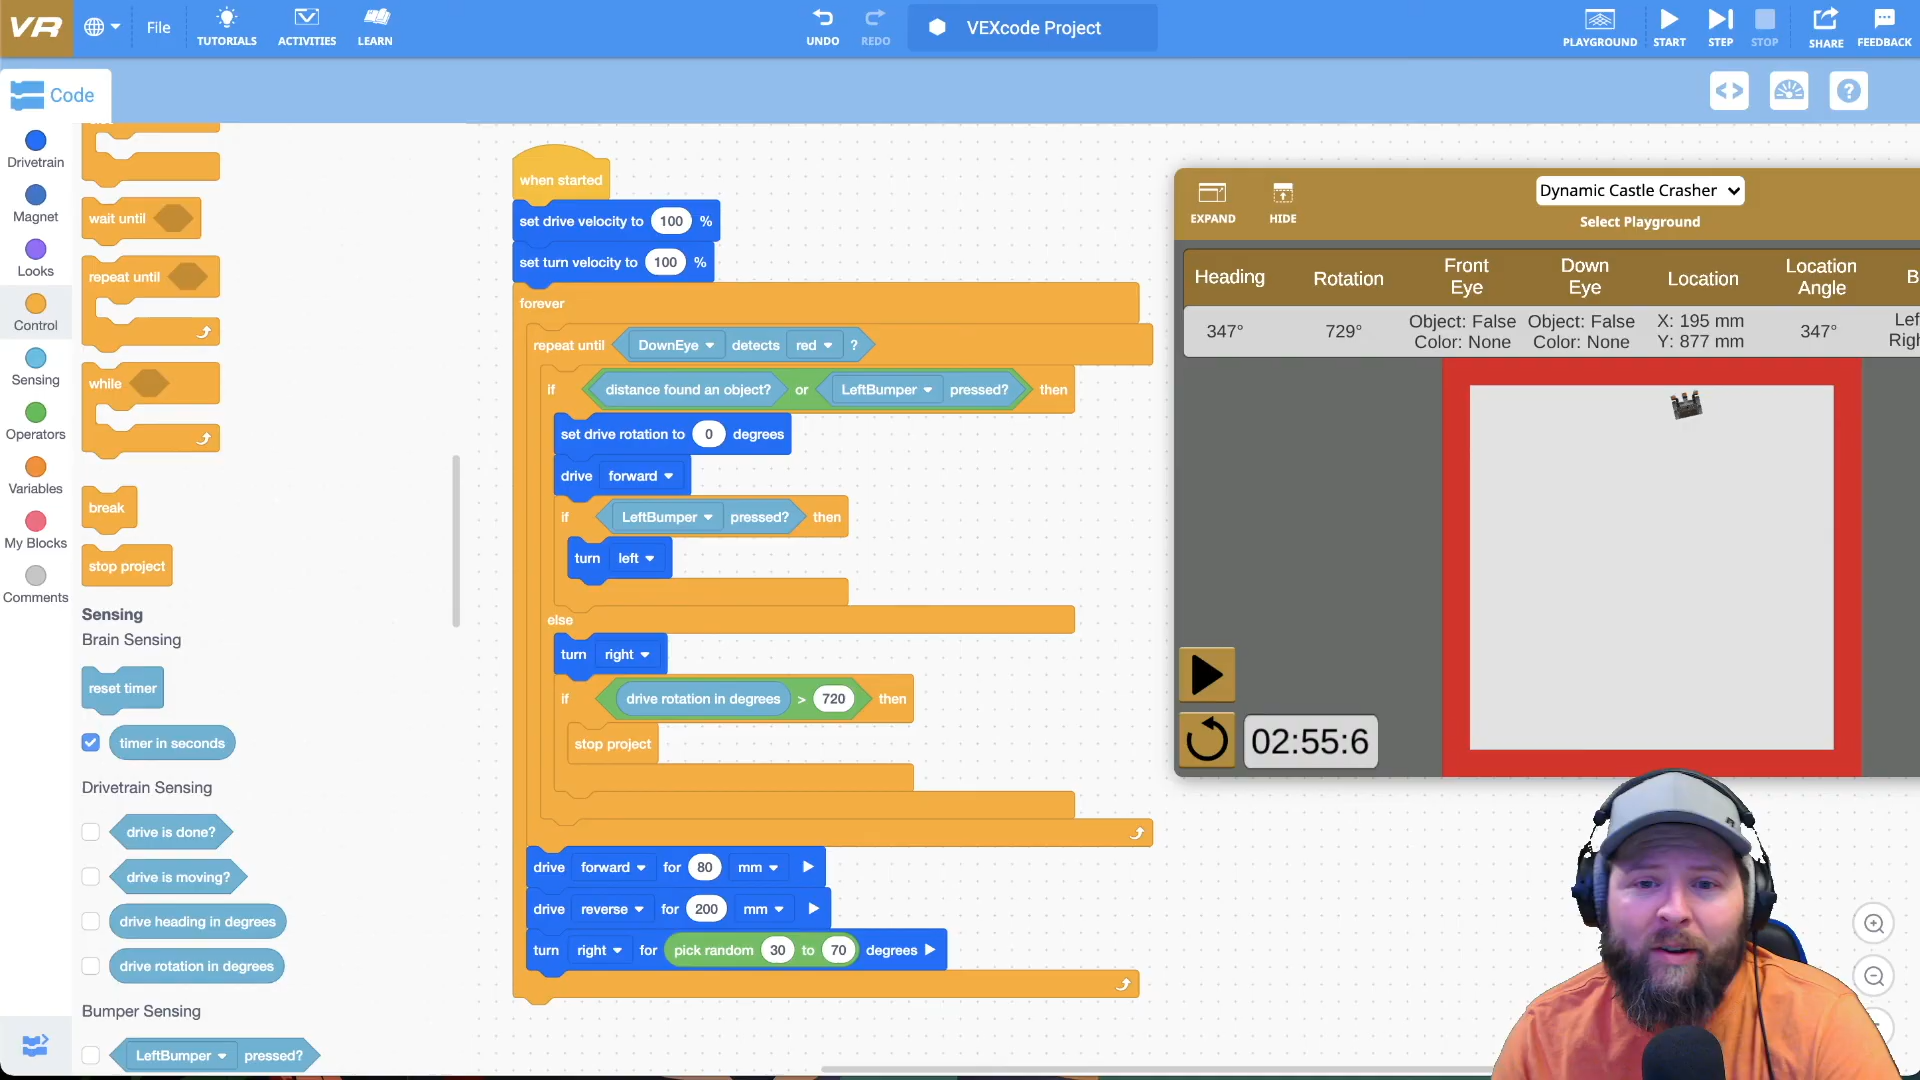 VR
File
TUTORIALS
ACTIVITIES
LEARN
UNDO
REDO
VEXcode Project
PLAYGROUND
START
STEP
STOP
SHARE
FEEDBACK
Code
Drivetrain
Magnet
Looks
Control
Sensing
Operators
Variables
My Blocks
Comments
wait until
repeat until
while
break
stop project
Sensing
Brain Sensing
reset timer
timer in seconds
Drivetrain Sensing
drive is done?
drive is moving?
drive heading in degrees
drive rotation in degrees
Bumper Sensing
LeftBumper pressed?
when started
set drive velocity to 100 %
set turn velocity to 100 %
forever
repeat until DownEye detects red ?
if distance found an object? or LeftBumper pressed? then
set drive rotation to 0 degrees
drive forward
if LeftBumper pressed? then
turn left
else
turn right
if drive rotation in degrees > 720 then
stop project
drive forward for 80 mm
drive reverse for 200 mm
turn right for pick random 30 to 70 degrees
EXPAND
HIDE
Dynamic Castle Crasher
Select Playground
Heading Rotation Front Eye Down Eye Location Location Angle B
347° 729° Object: False Object: False X: 195 mm 347° Lef
Color: None Color: None Y: 877 mm Righ
02:55:6